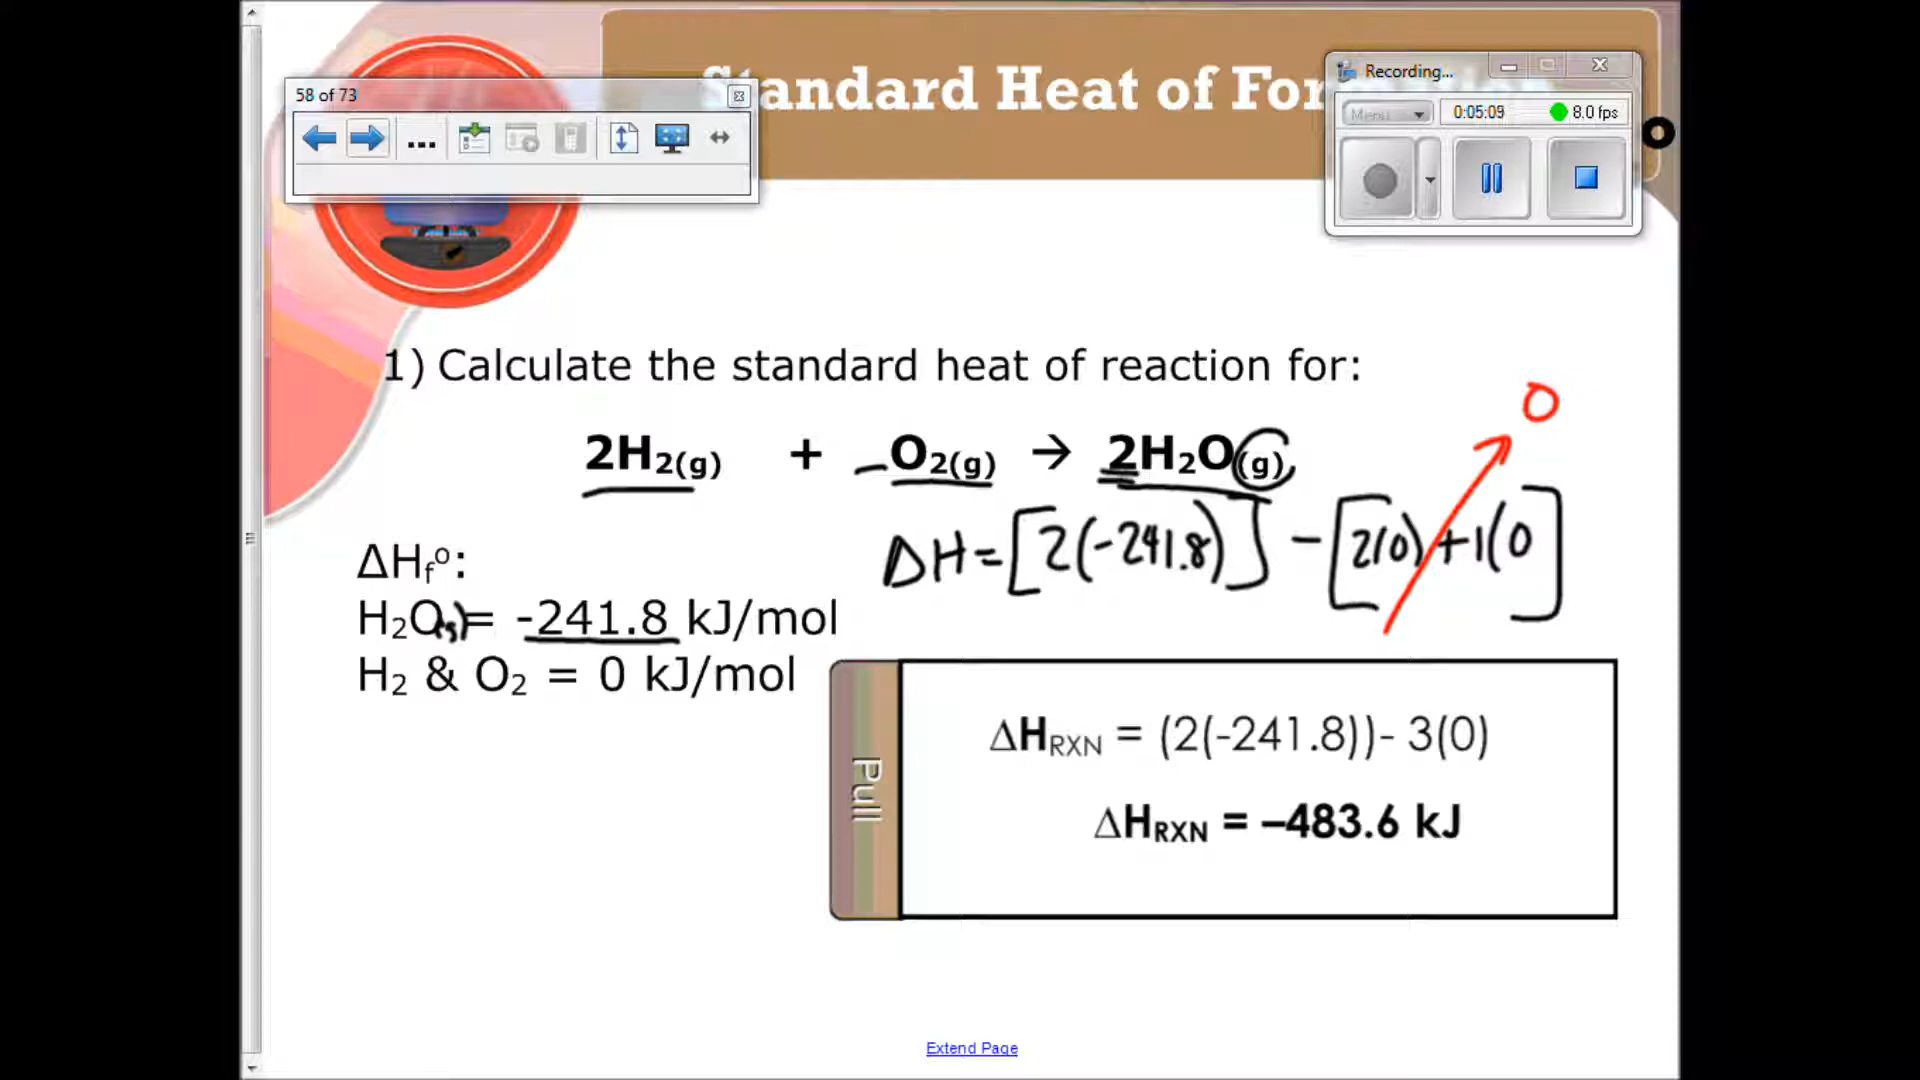 Standard Heat of For
58 of 73
...
Recording...
Menu
0:05:09
8.0 fps
1) Calculate the standard heat of reaction for:
2H₂(g) + _O₂(g) → 2H₂O(g)
0
ΔH = [2(-241.8)] - [2(0) + 1(0]
ΔHf°:
H₂O(g) = -241.8 kJ/mol
H₂ & O₂ = 0 kJ/mol
Pull
ΔHRXN = (2(-241.8))- 3(0)
ΔHRXN = –483.6 kJ
Extend Page